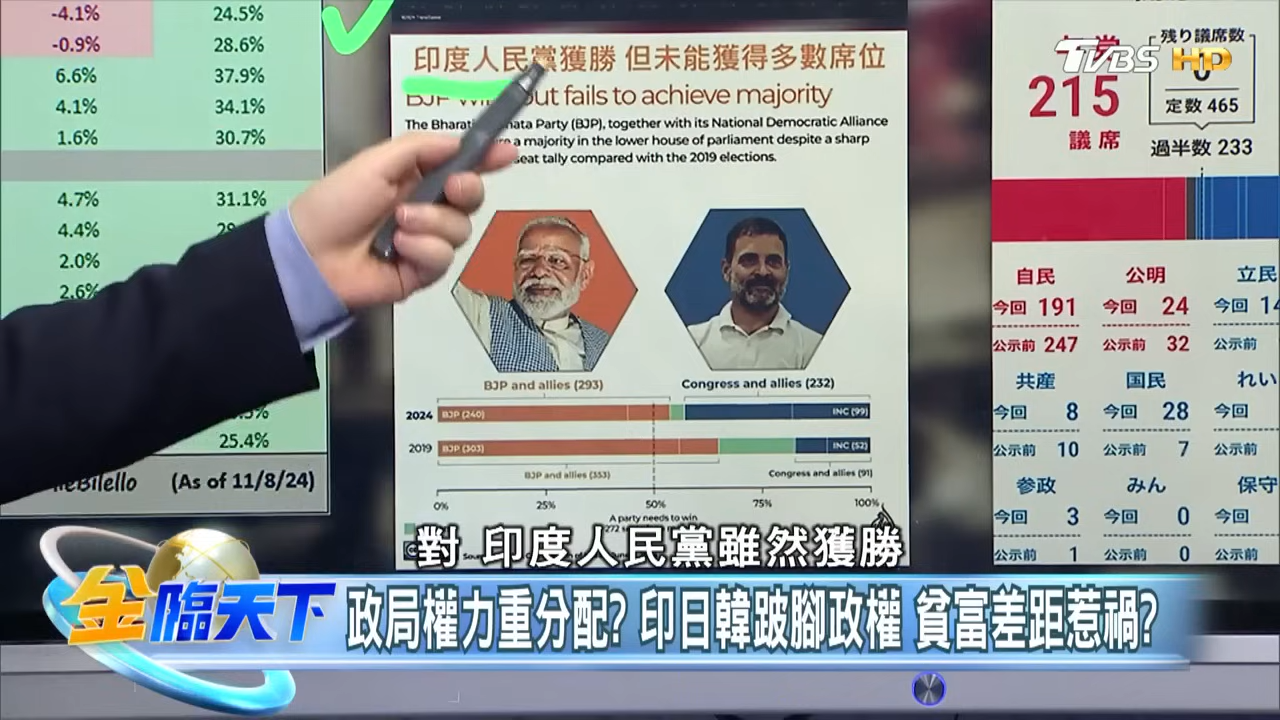 -4.1% 24.5%
-0.9% 28.6%
6.6% 37.9%
4.1% 34.1%
1.6% 30.7%
4.7% 31.1%
4.4%
2.0%
2.6%
25.4%
(As of 11/8/24)
印度人民黨獲勝 但未能獲得多數席位
but fails to achieve majority
The Bharatiya Janata Party (BJP), together with its National Democratic Alliance
a majority in the lower house of parliament despite a sharp
seat tally compared with the 2019 elections.
BJP and allies (293)
Congress and allies (232)
2024 BJP (240) INC (99)
2019 BJP (303) INC (52)
BJP and allies (353)
Congress and allies (91)
0% 25% 50% 75% 100%
A party needs to win
TVBS HD
残り議席数
0
定数 465
過半数 233
215
議席
自民 公明 立民
今回 191 今回 24 今回 14
公示前 247 公示前 32 公示前
共産 国民 れい
今回 8 今回 28 今回
公示前 10 公示前 7 公示前
参政 みん 保守
今回 3 今回 0 今回
公示前 1 公示前 0 公示前
對 印度人民黨雖然獲勝
金臨天下
政局權力重分配? 印日韓跛腳政權 貧富差距惹禍?